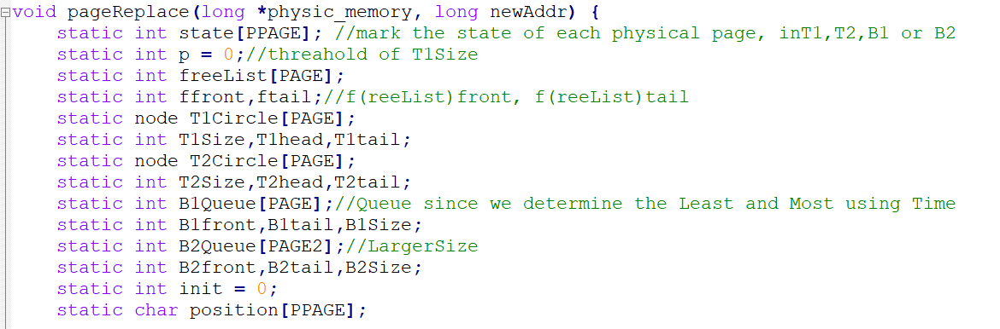 void pageReplace(long *physic_memory, long newAddr) {
static int state[PPAGE]; //mark the state of each physical page, inT1,T2,B1 or B2
static int p = 0;//threahold of T1Size
static int freeList[PAGE];
static int ffront,ftail;//f(reeList)front, f(reeList)tail
static node T1Circle[PAGE];
static int T1Size,T1head,T1tail;
static node T2Circle[PAGE];
static int T2Size,T2head,T2tail;
static int B1Queue[PAGE];//Queue since we determine the Least and Most using Time
static int B1front,B1tail,B1Size;
static int B2Queue[PAGE2];//LargerSize
static int B2front,B2tail,B2Size;
static int init = 0;
static char position[PPAGE];